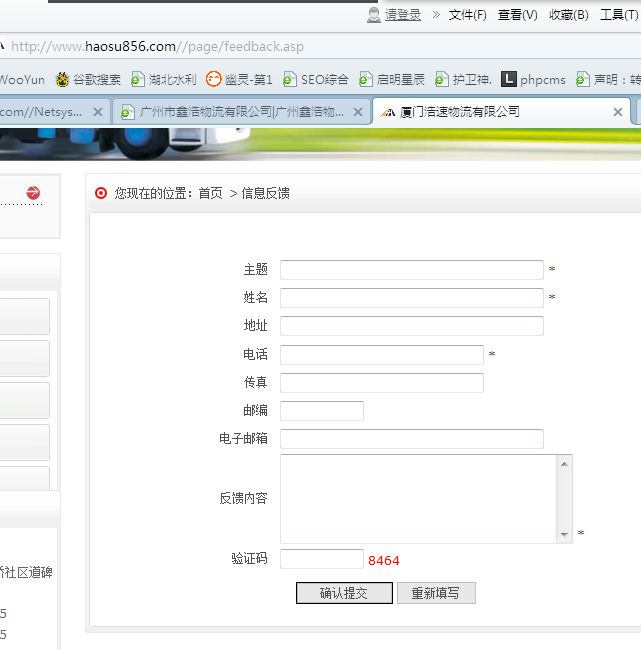 请登录 » 文件(F) 查看(V) 收藏(B) 工具(T)
http://www.haosu856.com//page/feedback.asp
WooYun 谷歌搜索 湖北水利 幽灵-第1 SEO综合 启明星辰 护卫神. phpcms 声明：转
com//Netsys... × 广州市鑫浩物流有限公司|广州鑫浩物... × 厦门浩速物流有限公司 ×
您现在的位置：首页 > 信息反馈
主题 *
姓名 *
地址
电话 *
传真
邮编
电子邮箱
反馈内容 *
验证码 8464
确认提交 重新填写
社区道碑
5
5